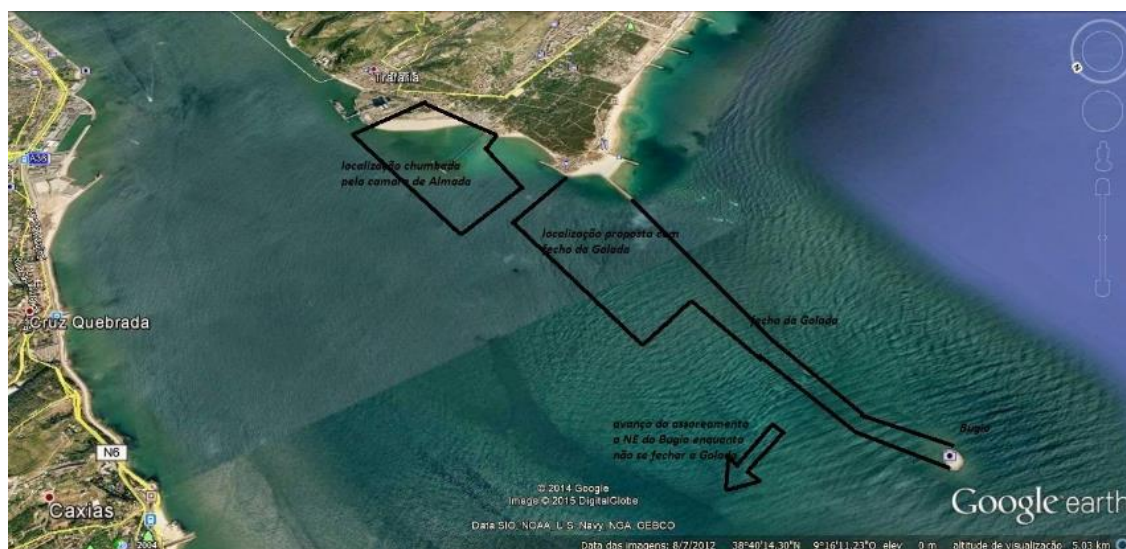 Trafaria
A38
localização chumbada
pela camara de Almada
localização proposta com
fecho da Golada
Cruz Quebrada
fecho da Golada
avanço do assoreamento
a NE do Bugio enquanto
não se fechar a Golada
Bugio
N6
© 2014 Google
Image © 2015 DigitalGlobe
Google earth
Caxias
Data SIO, NOAA, U.S. Navy, NGA, GEBCO
2004
Data das imagens: 8/7/2012 38°40'14.30"N 9°16'11.23"O elev 0 m altitude de visualização 5.03 km